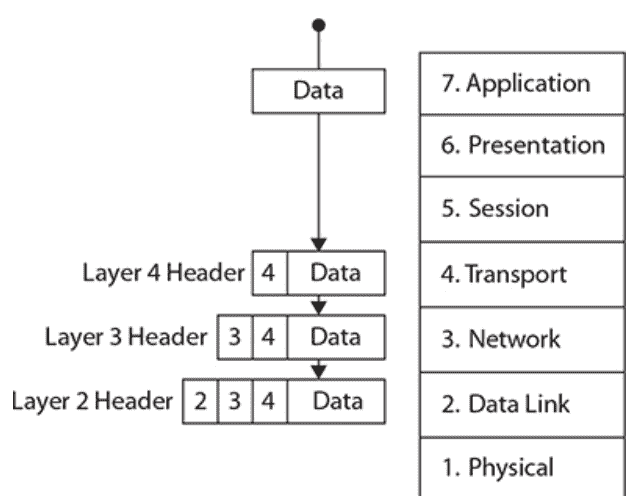 Data
7. Application
6. Presentation
5. Session
Layer 4 Header 4 Data
4. Transport
Layer 3 Header 3 4 Data
3. Network
Layer 2 Header 2 3 4 Data
2. Data Link
1. Physical